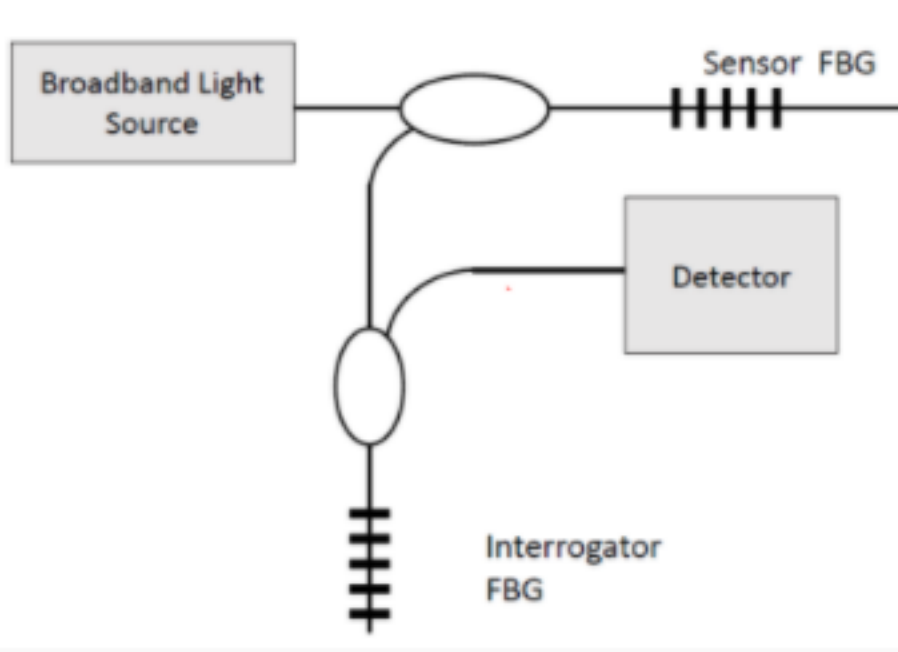 Broadband Light
Source
Sensor FBG
Detector
Interrogator
FBG